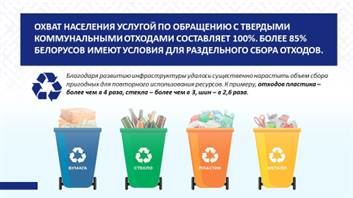 ОХВАТ НАСЕЛЕНИЯ УСЛУГОЙ ПО ОБРАЩЕНИЮ С ТВЕРДЫМИ
КОММУНАЛЬНЫМИ ОТХОДАМИ СОСТАВЛЯЕТ 100%. БОЛЕЕ 85%
БЕЛОРУСОВ ИМЕЮТ УСЛОВИЯ ДЛЯ РАЗДЕЛЬНОГО СБОРА ОТХОДОВ.
Благодаря развитию инфраструктуры удалось существенно нарастить объем сбора
пригодных для повторного использования ресурсов. К примеру, отходов пластика –
более чем в 4 раза, стекла – более чем в 3, шин – в 2,6 раза.
БУМАГА
СТЕКЛО
ПЛАСТИК
МЕТАЛЛ